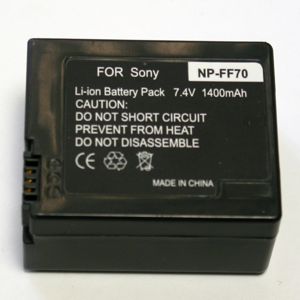 FOR Sony NP-FF70
Li-ion Battery Pack 7.4V 1400mAh
CAUTION:
DO NOT SHORT CIRCUIT
PREVENT FROM HEAT
DO NOT DISASSEMBLE
CE
MADE IN CHINA